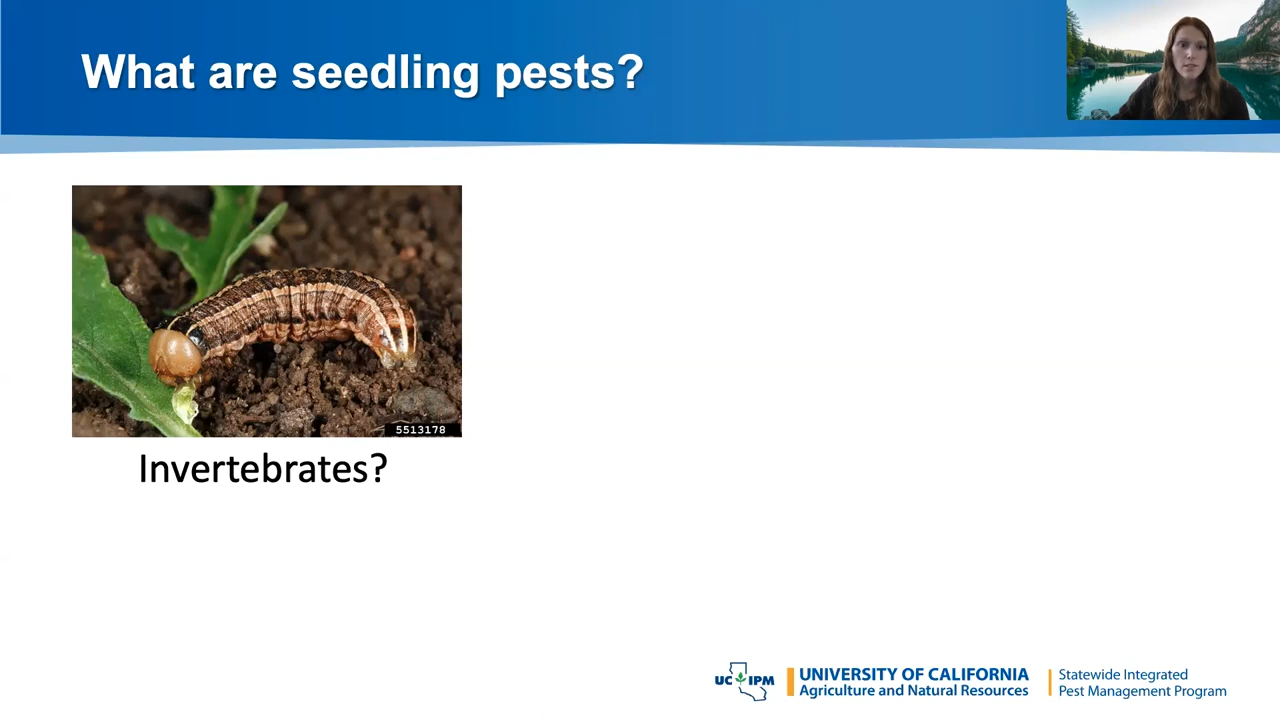 What are seedling pests?
5513178
Invertebrates?
UC IPM
UNIVERSITY OF CALIFORNIA
Agriculture and Natural Resources
Statewide Integrated
Pest Management Program